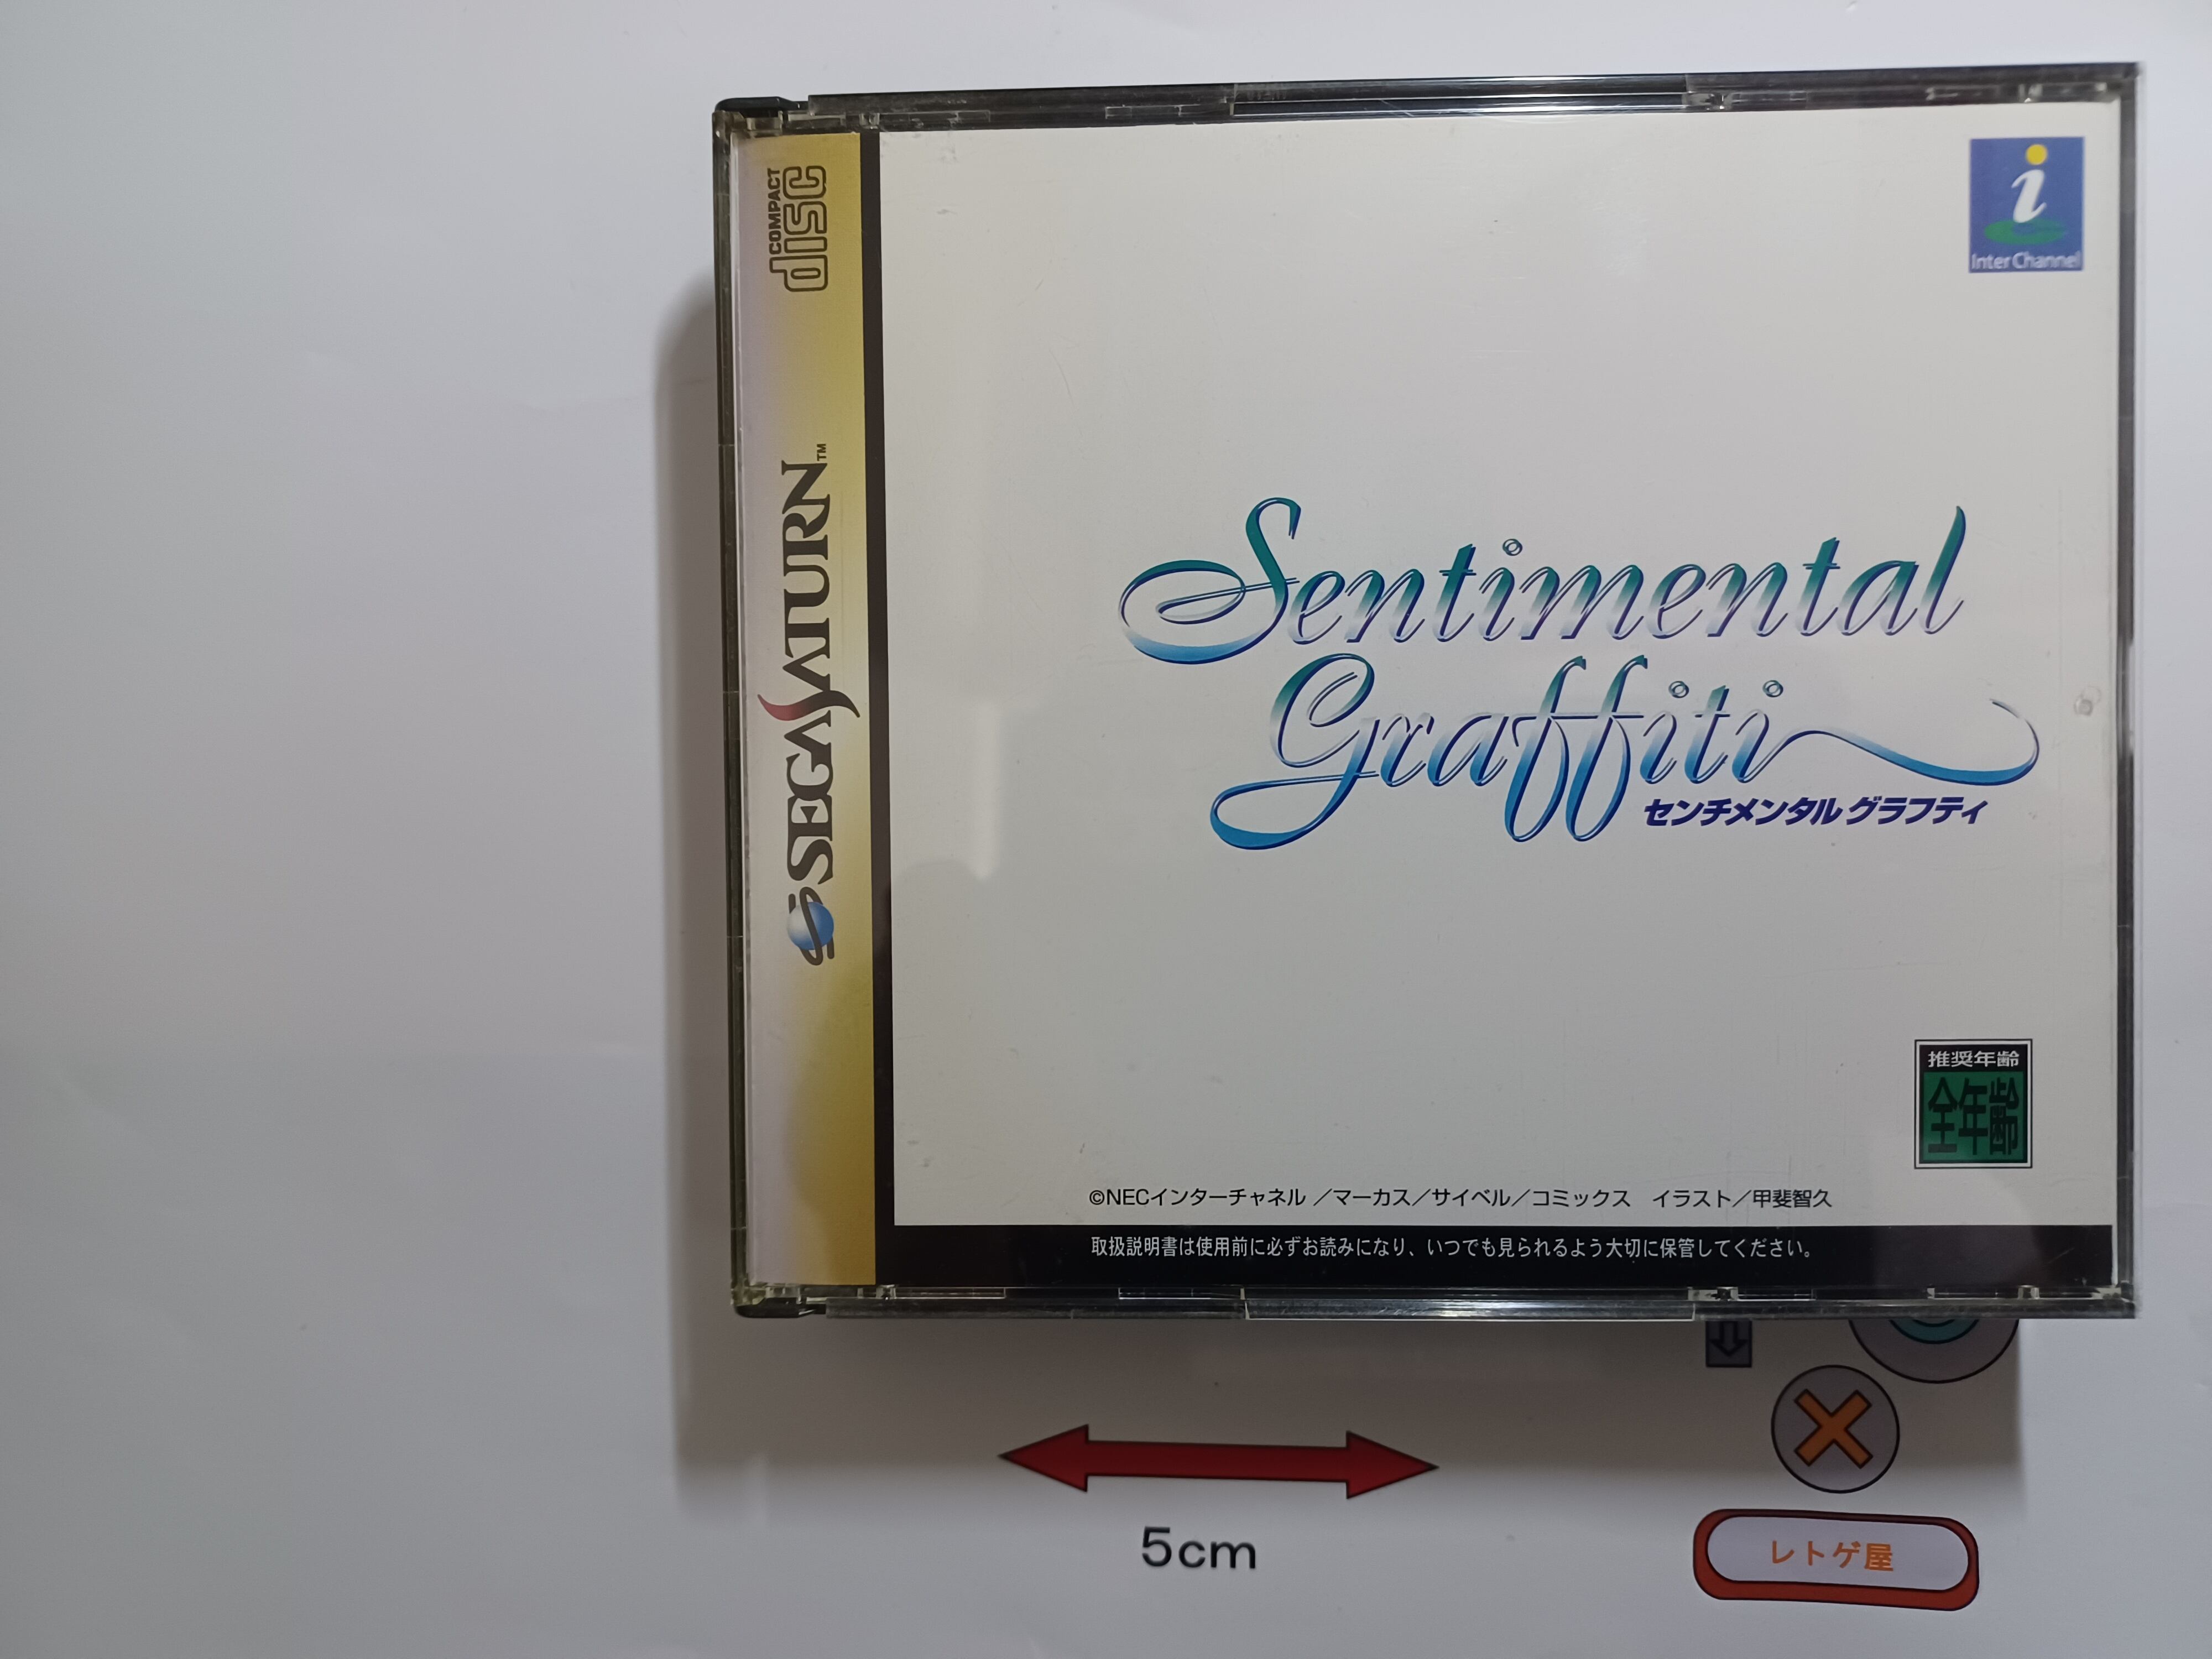 COMPACT
disc
SEGA SATURN™
i
Inter Channel
Sentimental
Graffiti
センチメンタル グラフティ
推奨年齢
全年齢
©NECインターチャネル ／マーカス／サイベル／コミックス　イラスト／甲斐智久
取扱説明書は使用前に必ずお読みになり、いつでも見られるよう大切に保管してください。
5cm
レトゲ屋